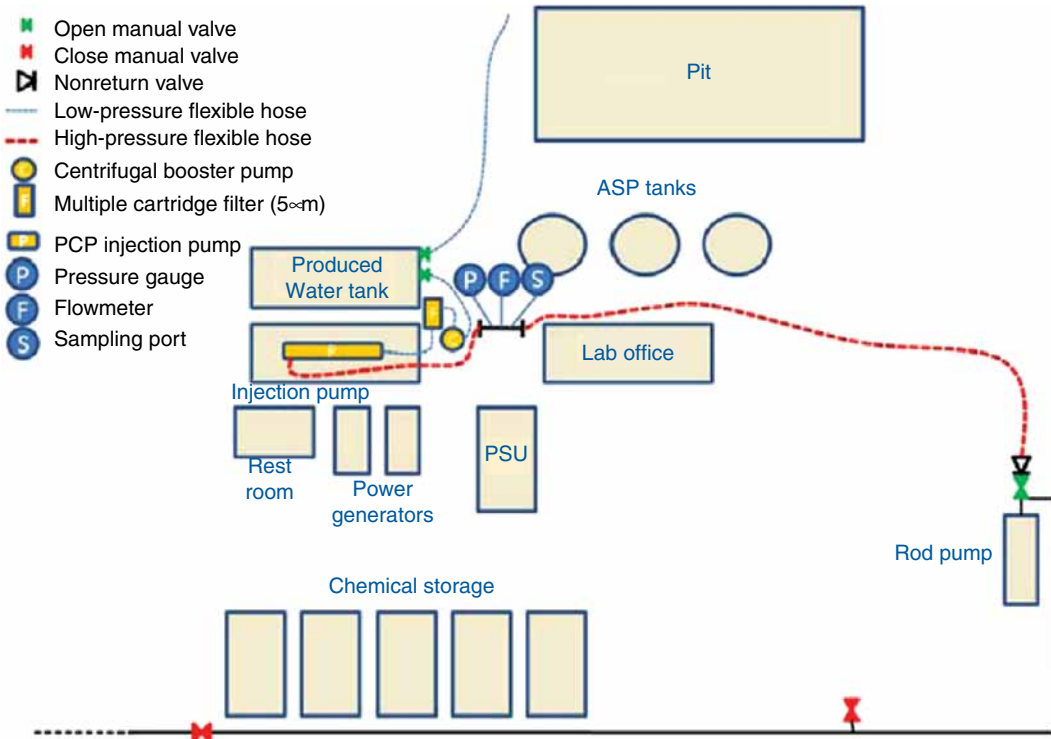 Open manual valve
Close manual valve
Nonreturn valve
Low-pressure flexible hose
High-pressure flexible hose
Centrifugal booster pump
F
Multiple cartridge filter (5∝m)
P
PCP injection pump
P
Pressure gauge
F
Flowmeter
S
Sampling port
Pit
ASP tanks
Produced
Water tank
P
F
S
F
P
Lab office
Injection pump
Rest
room
Power
generators
PSU
Rod pump
Chemical storage